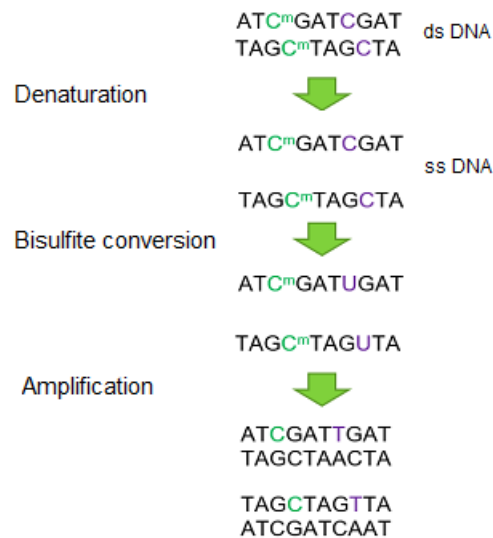 ATCᵐGATCGAT
TAGCᵐTAGCTA
ds DNA
Denaturation
ATCᵐGATCGAT
ss DNA
TAGCᵐTAGCTA
Bisulfite conversion
ATCᵐGATUGAT
TAGCᵐTAGUTA
Amplification
ATCGATTGAT
TAGCTAACTA
TAGCTAGTTA
ATCGATCAAT